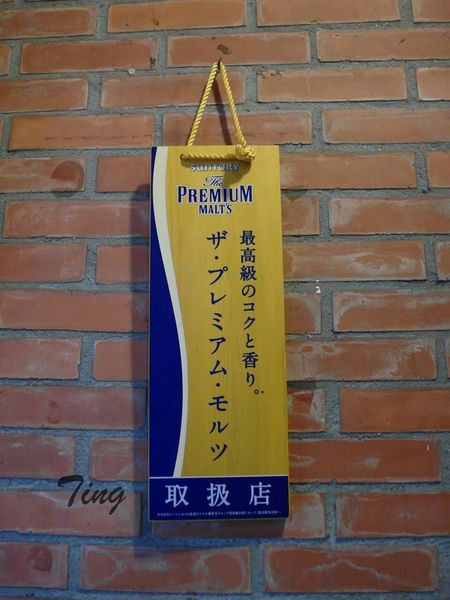 SUNTORY
The
PREMIUM
MALT'S
最高級のコクと香り。
ザ・プレミアム・モルツ
取扱店
Ting